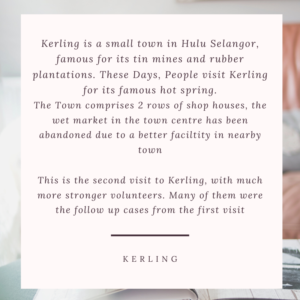 Kerling is a small town in Hulu Selangor,
famous for its tin mines and rubber
plantations. These Days, People visit Kerling
for its famous hot spring.
The Town comprises 2 rows of shop houses, the
wet market in the town centre has been
abandoned due to a better faciltity in nearby
town
This is the second visit to Kerling, with much
more stronger volunteers. Many of them were
the follow up cases from the first visit
KERLING